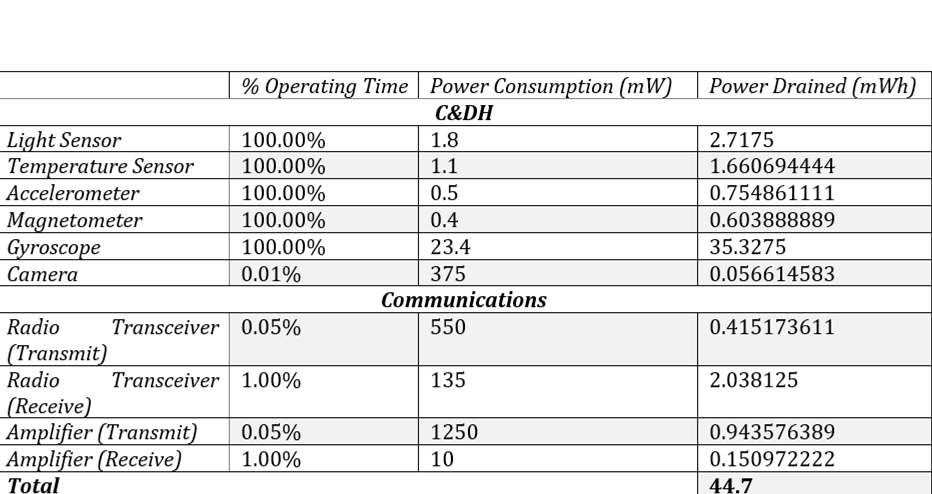 % Operating Time Power Consumption (mW) Power Drained (mWh)
C&DH
Light Sensor 100.00% 1.8 2.7175
Temperature Sensor 100.00% 1.1 1.660694444
Accelerometer 100.00% 0.5 0.754861111
Magnetometer 100.00% 0.4 0.603888889
Gyroscope 100.00% 23.4 35.3275
Camera 0.01% 375 0.056614583
Communications
Radio Transceiver 0.05% 550 0.415173611
(Transmit)
Radio Transceiver 1.00% 135 2.038125
(Receive)
Amplifier (Transmit) 0.05% 1250 0.943576389
Amplifier (Receive) 1.00% 10 0.150972222
Total 44.7